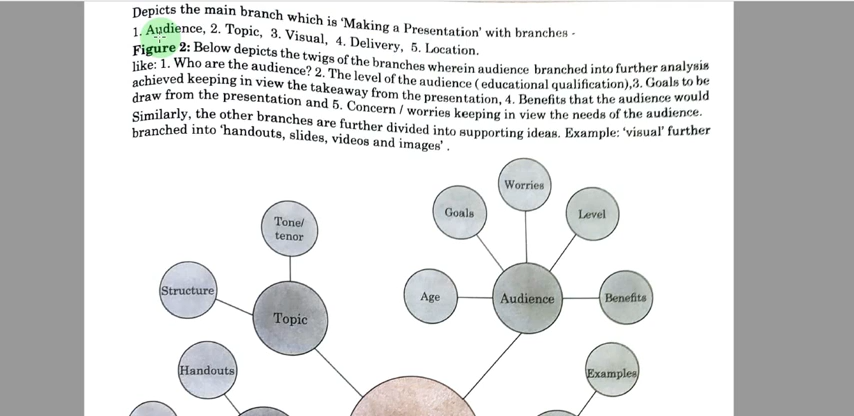 Depicts the main branch which is 'Making a Presentation' with branches -
1. Audience, 2. Topic, 3. Visual, 4. Delivery, 5. Location.
Figure 2: Below depicts the twigs of the branches wherein audience branched into further analysis
like: 1. Who are the audience? 2. The level of the audience (educational qualification),3. Goals to be
achieved keeping in view the takeaway from the presentation, 4. Benefits that the audience would
draw from the presentation and 5. Concern / worries keeping in view the needs of the audience.
Similarly, the other branches are further divided into supporting ideas. Example: 'visual' further
branched into 'handouts, slides, videos and images'.
Worries
Goals
Level
Tone/
tenor
Structure
Age
Audience
Benefits
Topic
Handouts
Examples